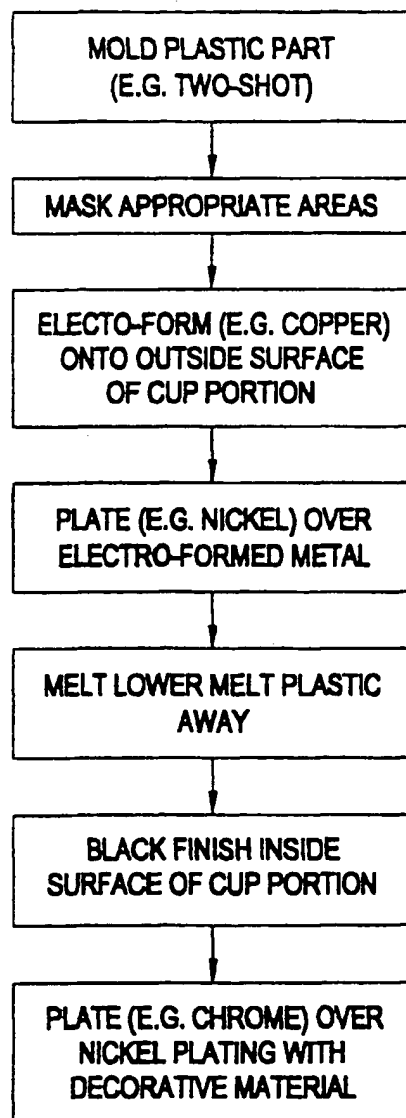 MOLD PLASTIC PART
(E.G. TWO-SHOT)
MASK APPROPRIATE AREAS
ELECTO-FORM (E.G. COPPER)
ONTO OUTSIDE SURFACE
OF CUP PORTION
PLATE (E.G. NICKEL) OVER
ELECTRO-FORMED METAL
MELT LOWER MELT PLASTIC
AWAY
BLACK FINISH INSIDE
SURFACE OF CUP PORTION
PLATE (E.G. CHROME) OVER
NICKEL PLATING WITH
DECORATIVE MATERIAL